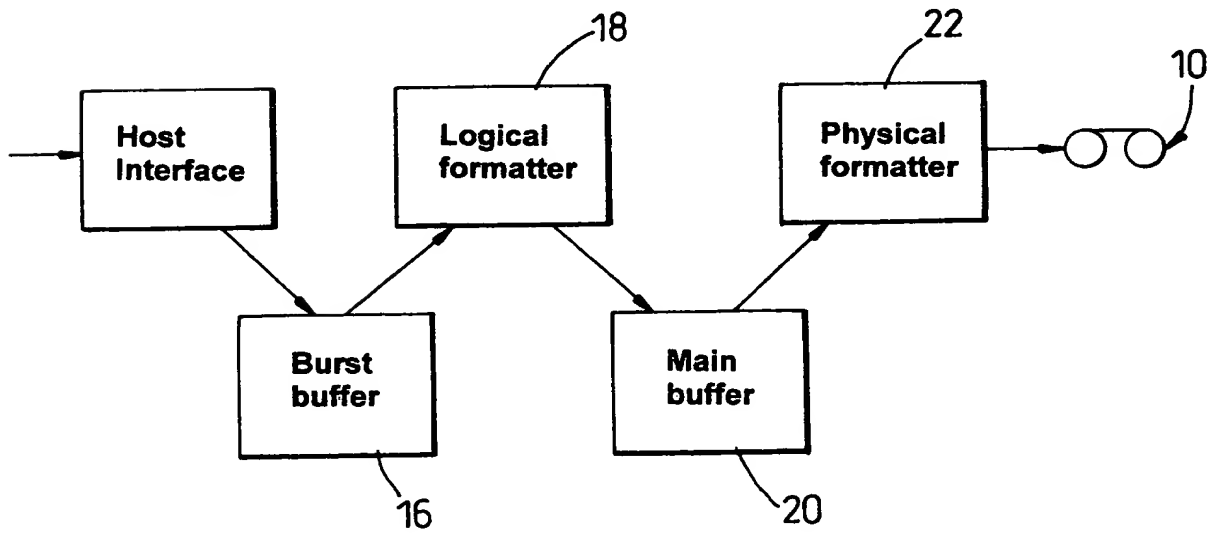 18
22
10
Host
Interface
Logical
formatter
Physical
formatter
Burst
buffer
Main
buffer
16
20